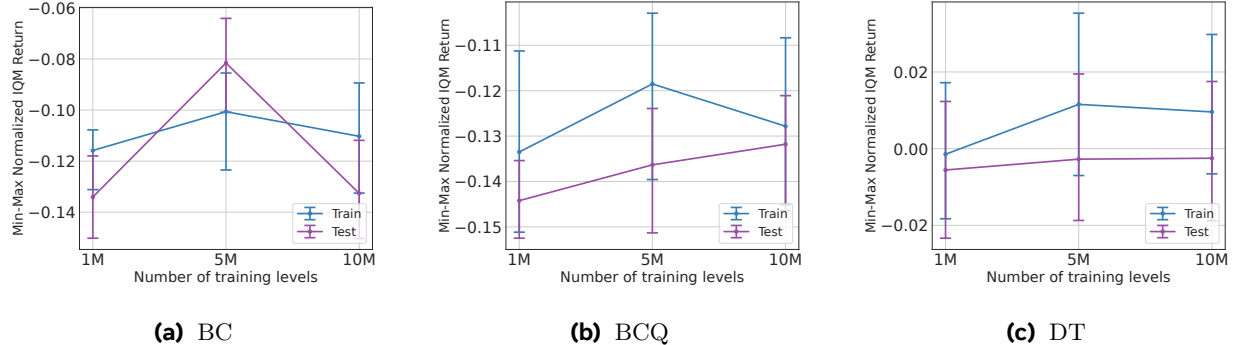 Min-Max Normalized IQM Return
−0.06
−0.08
−0.10
−0.12
−0.14
1M
5M
10M
Number of training levels
Train
Test
(a) BC
Min-Max Normalized IQM Return
−0.11
−0.12
−0.13
−0.14
−0.15
1M
5M
10M
Number of training levels
Train
Test
(b) BCQ
Min-Max Normalized IQM Return
0.02
0.00
−0.02
1M
5M
10M
Number of training levels
Train
Test
(c) DT